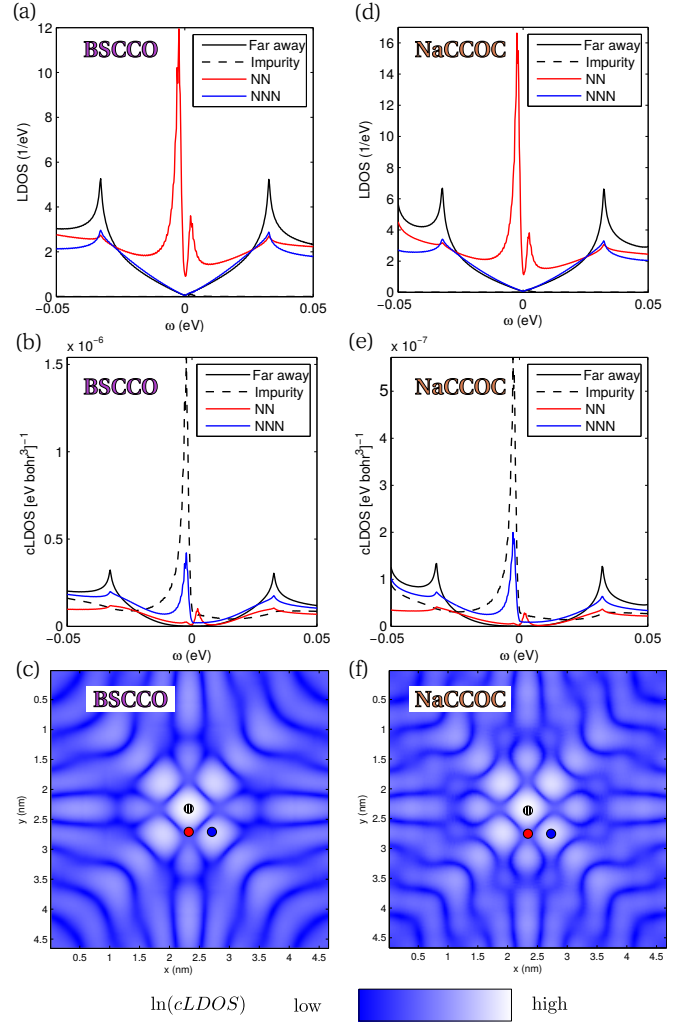 (a)
BSCCO
Far away
Impurity
NN
NNN
12
10
8
6
4
2
0
LDOS (1/eV)
−0.05
0
0.05
ω (eV)
(d)
NaCCOC
Far away
Impurity
NN
NNN
16
14
12
10
8
6
4
2
0
LDOS (1/eV)
−0.05
0
0.05
ω (eV)
(b)
x 10⁻⁶
BSCCO
Far away
Impurity
NN
NNN
1.5
1
0.5
0
cLDOS [eV bohr³]⁻¹
−0.05
0
0.05
ω (eV)
(e)
x 10⁻⁷
NaCCOC
Far away
Impurity
NN
NNN
5
4
3
2
1
0
cLDOS [eV bohr³]⁻¹
−0.05
0
0.05
ω (eV)
(c)
BSCCO
0.5
1
1.5
2
2.5
3
3.5
4
4.5
y (nm)
0.5 1 1.5 2 2.5 3 3.5 4 4.5
x (nm)
(f)
NaCCOC
0.5
1
1.5
2
2.5
3
3.5
4
4.5
y (nm)
0.5 1 1.5 2 2.5 3 3.5 4 4.5
x (nm)
ln(cLDOS) low high